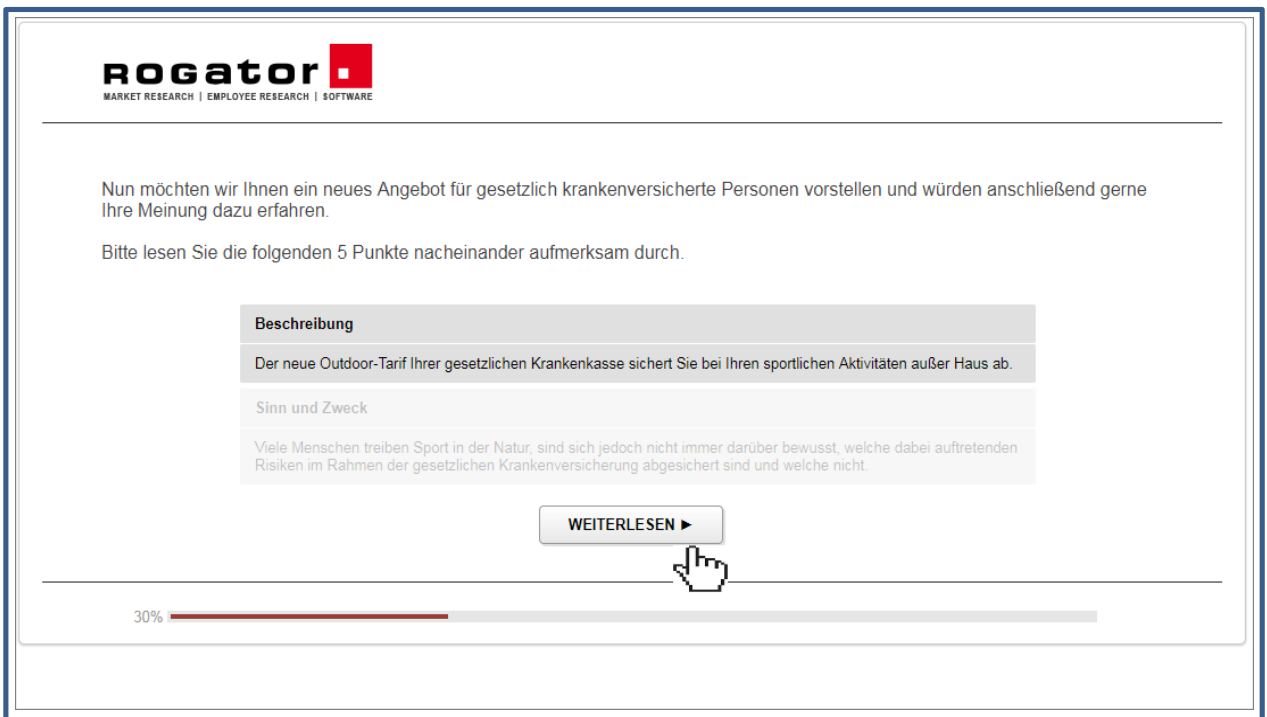 ROGator
MARKET RESEARCH | EMPLOYEE RESEARCH | SOFTWARE
Nun möchten wir Ihnen ein neues Angebot für gesetzlich krankenversicherte Personen vorstellen und würden anschließend gerne
Ihre Meinung dazu erfahren.
Bitte lesen Sie die folgenden 5 Punkte nacheinander aufmerksam durch.
Beschreibung
Der neue Outdoor-Tarif Ihrer gesetzlichen Krankenkasse sichert Sie bei Ihren sportlichen Aktivitäten außer Haus ab.
Sinn und Zweck
Viele Menschen treiben Sport in der Natur, sind sich jedoch nicht immer darüber bewusst, welche dabei auftretenden
Risiken im Rahmen der gesetzlichen Krankenversicherung abgesichert sind und welche nicht.
WEITERLESEN ►
30%